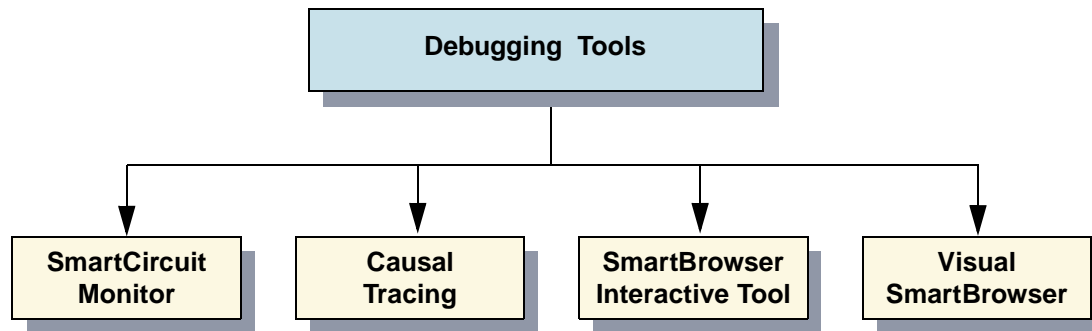 Debugging Tools
SmartCircuit
Monitor
Causal
Tracing
SmartBrowser
Interactive Tool
Visual
SmartBrowser